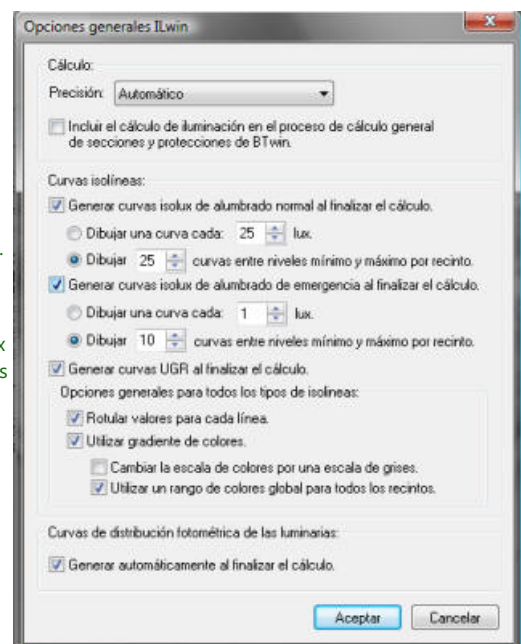 Opciones generales ILwin
Cálculo:
Precisión: Automático
Incluir el cálculo de iluminación en el proceso de cálculo general
de secciones y protecciones de BTwin.
Curvas isolíneas:
Generar curvas isolux de alumbrado normal al finalizar el cálculo.
Dibujar una curva cada: 25 lux.
Dibujar 25 curvas entre niveles mínimo y máximo por recinto.
Generar curvas isolux de alumbrado de emergencia al finalizar el cálculo.
Dibujar una curva cada: 1 lux.
Dibujar 10 curvas entre niveles mínimo y máximo por recinto.
Generar curvas UGR al finalizar el cálculo.
Opciones generales para todos los tipos de isolineas:
Rotular valores para cada línea.
Utilizar gradiente de colores.
Cambiar la escala de colores por una escala de grises.
Utilizar un rango de colores global para todos los recintos.
Curvas de distribución fotométrica de las luminarias:
Generar automáticamente al finalizar el cálculo.
Aceptar Cancelar